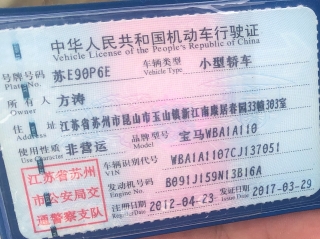 中华人民共和国机动车行驶证
Vehicle License of the People's Republic of China
号牌号码 苏E90P6E 车辆类型 小型轿车
Plate No. Vehicle Type
所有人 方涛
Owner
住址 江苏省苏州市昆山市玉山镇新江南康居春园33幢303室
Address
使用性质 非营运 品牌型号 宝马WBA1A110
Use Character Model
江苏省苏州市公安局交通警察支队
车辆识别代号 WBA1A1107CJ137051
VIN
发动机号码 B091J159N13B16A
Engine No.
注册日期 2012-04-23 发证日期 2017-03-29
Register Date Issue Date